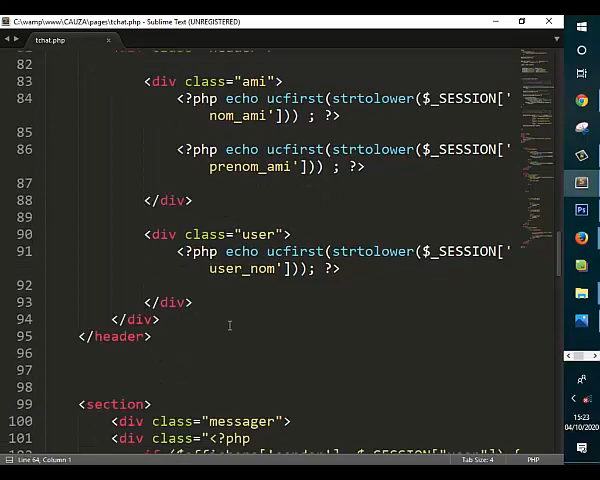 C:\wamp\www\CAUZA\pages\tchat.php - Sublime Text (UNREGISTERED)
tchat.php
82
83 <div class="ami">
84 <?php echo ucfirst(strtolower($_SESSION['
nom_ami'])) ; ?>
85
86 <?php echo ucfirst(strtolower($_SESSION['
prenom_ami'])) ; ?>
87
88 </div>
89
90 <div class="user">
91 <?php echo ucfirst(strtolower($_SESSION['
user_nom'])); ?>
92
93 </div>
94 </div>
95 </header>
96
97
98
99 <section>
100 <div class="messager">
101 <div class="<?php
15:23
04/10/2020
Line 64, Column 1
Tab Size: 4
PHP